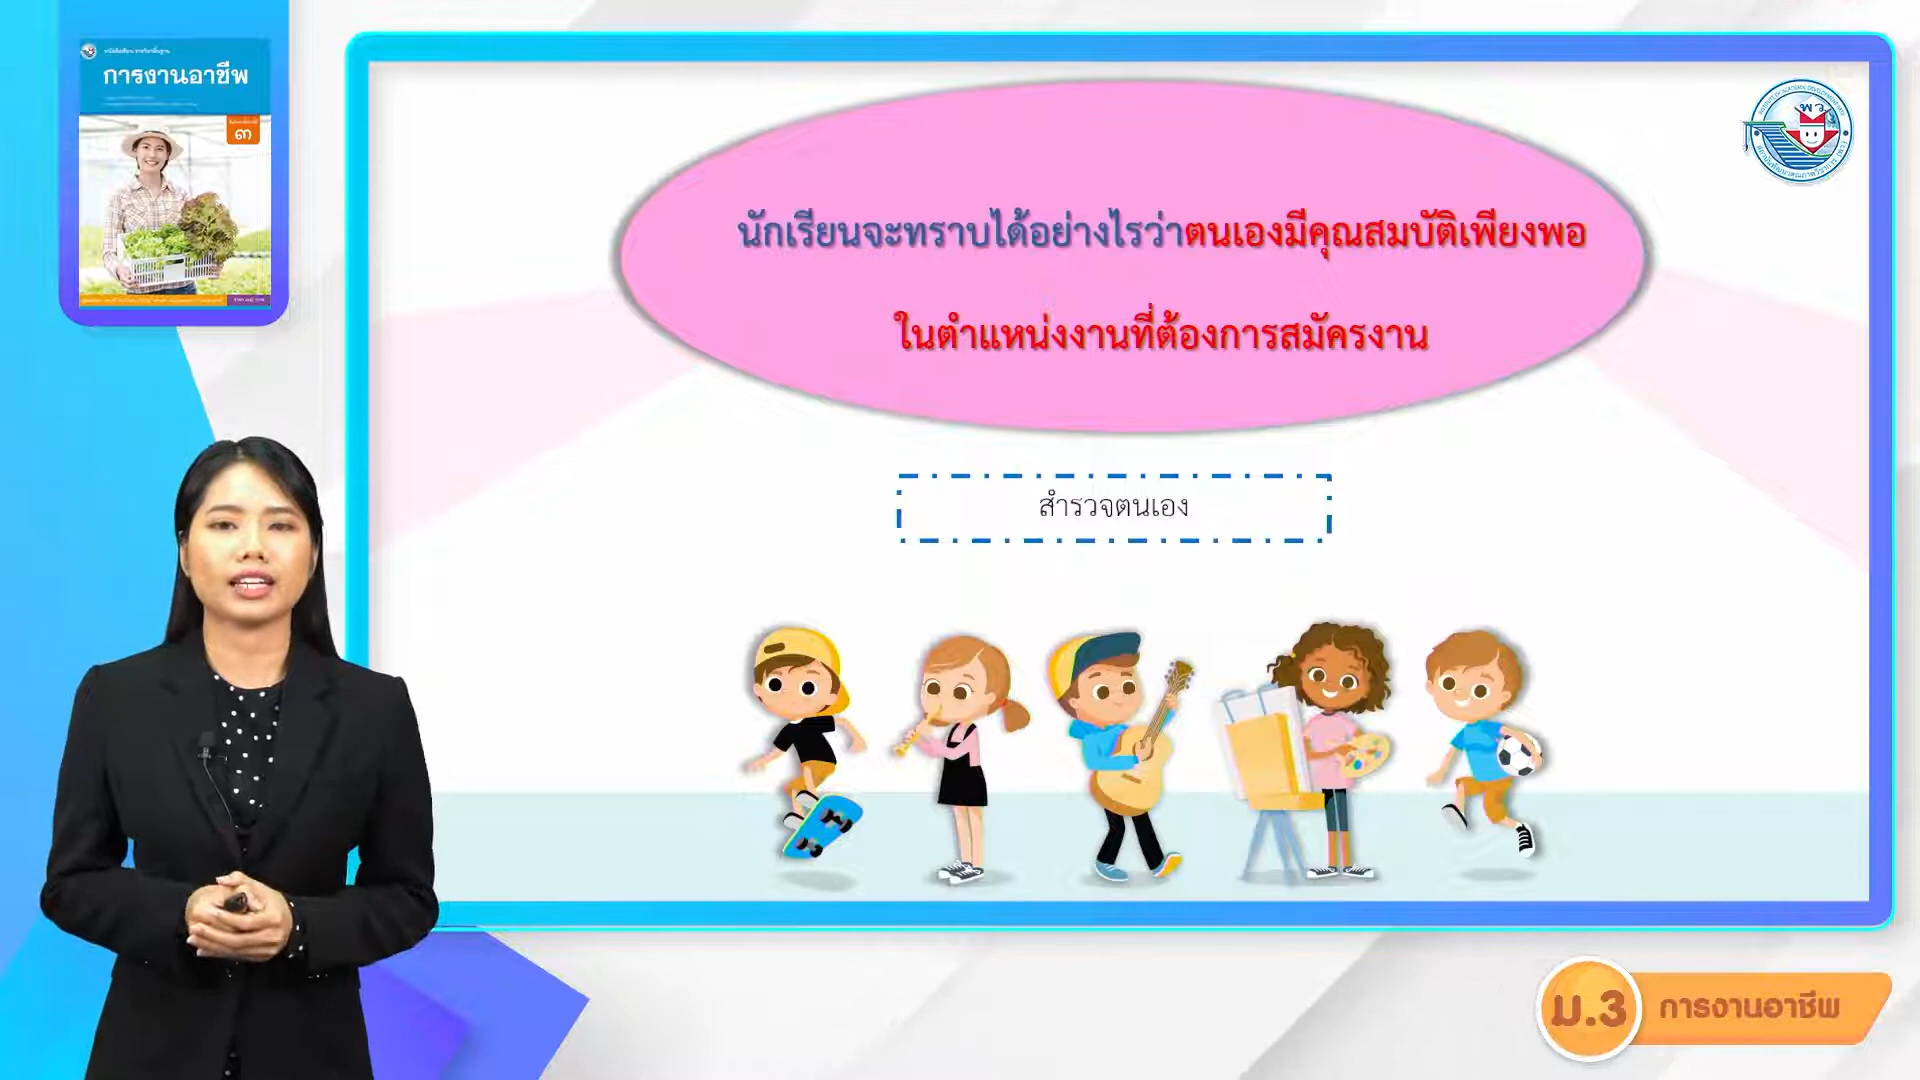 การงานอาชีพ
๓
พว
นักเรียนจะทราบได้อย่างไรว่าตนเองมีคุณสมบัติเพียงพอ
ในตำแหน่งงานที่ต้องการสมัครงาน
สำรวจตนเอง
ม.3 การงานอาชีพ